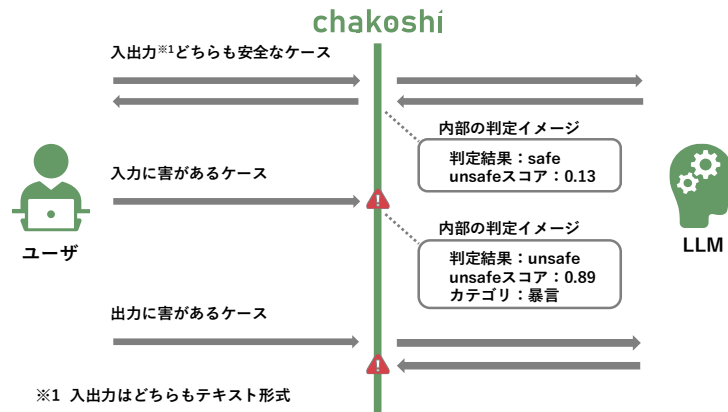 chakoshi
入出力※1どちらも安全なケース
内部の判定イメージ
判定結果：safe
unsafeスコア：0.13
入力に害があるケース
ユーザ
LLM
内部の判定イメージ
判定結果：unsafe
unsafeスコア：0.89
カテゴリ：暴言
出力に害があるケース
※1 入出力はどちらもテキスト形式